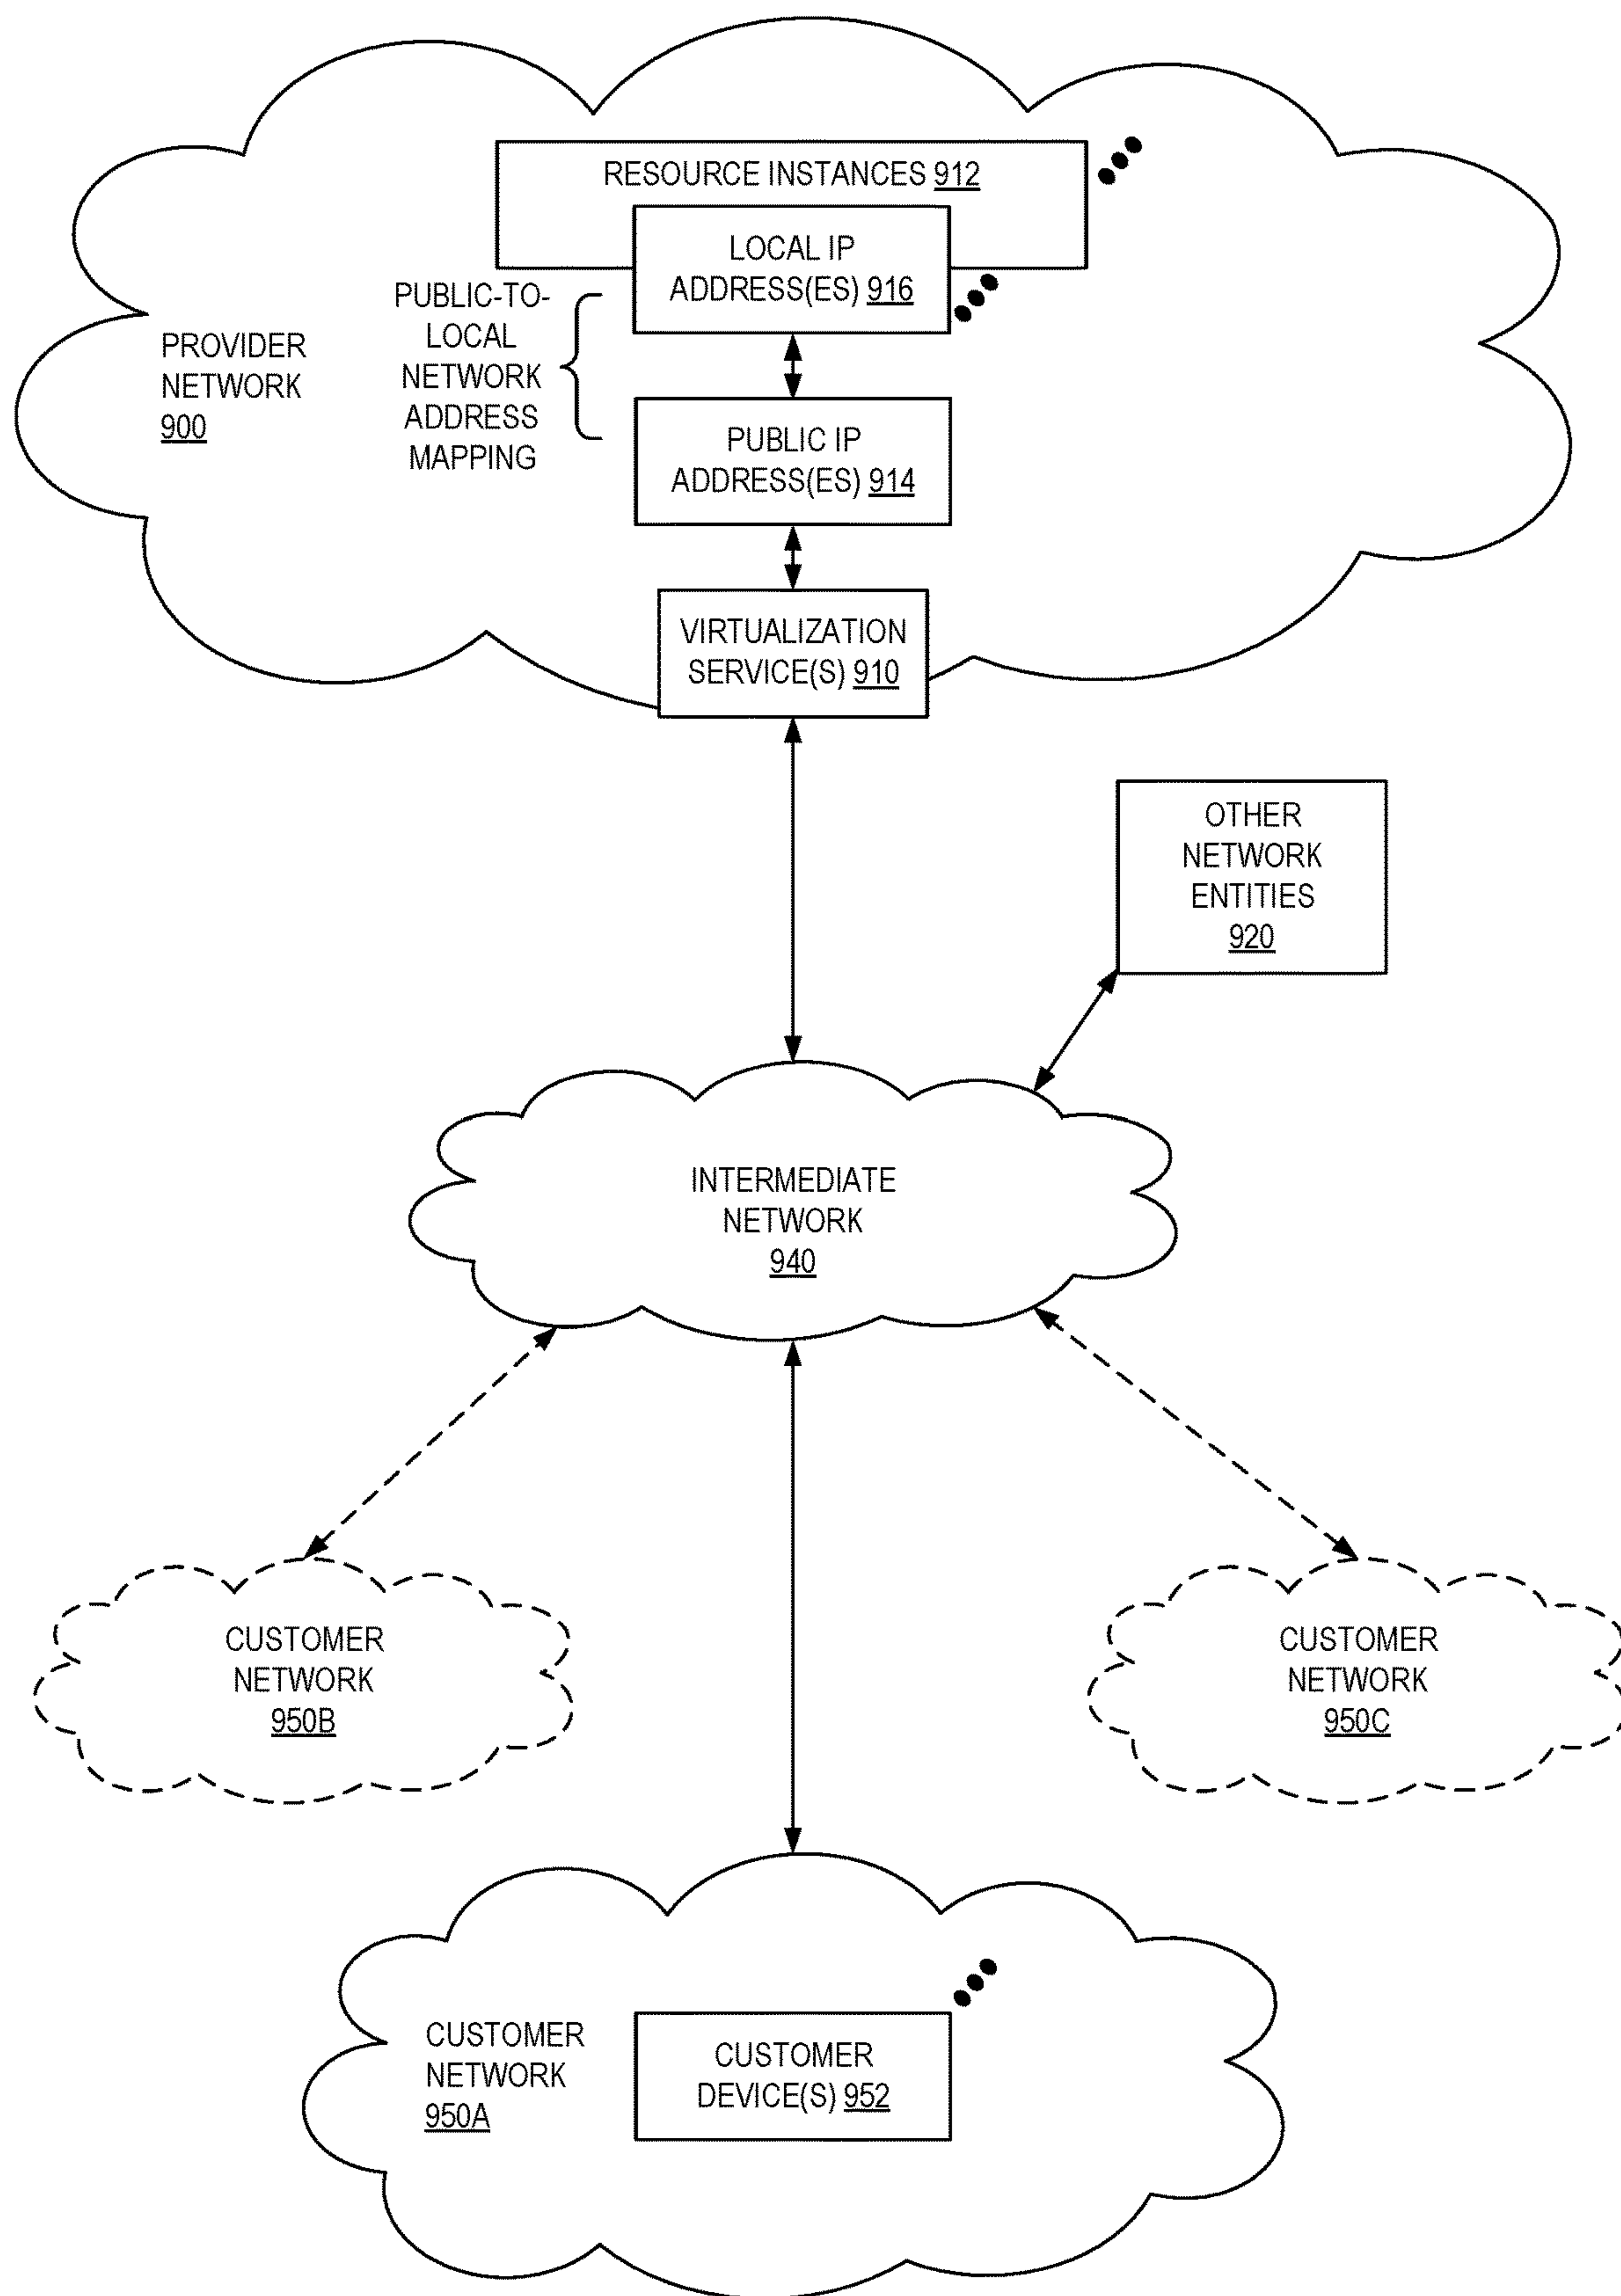 RESOURCE INSTANCES 912
LOCAL IP
ADDRESS(ES) 916
PUBLIC-TO-
LOCAL
NETWORK
ADDRESS
MAPPING
PROVIDER
NETWORK
900
PUBLIC IP
ADDRESS(ES) 914
VIRTUALIZATION
SERVICE(S) 910
OTHER
NETWORK
ENTITIES
920
INTERMEDIATE
NETWORK
940
CUSTOMER
NETWORK
950B
CUSTOMER
NETWORK
950C
CUSTOMER
NETWORK
950A
CUSTOMER
DEVICE(S) 952